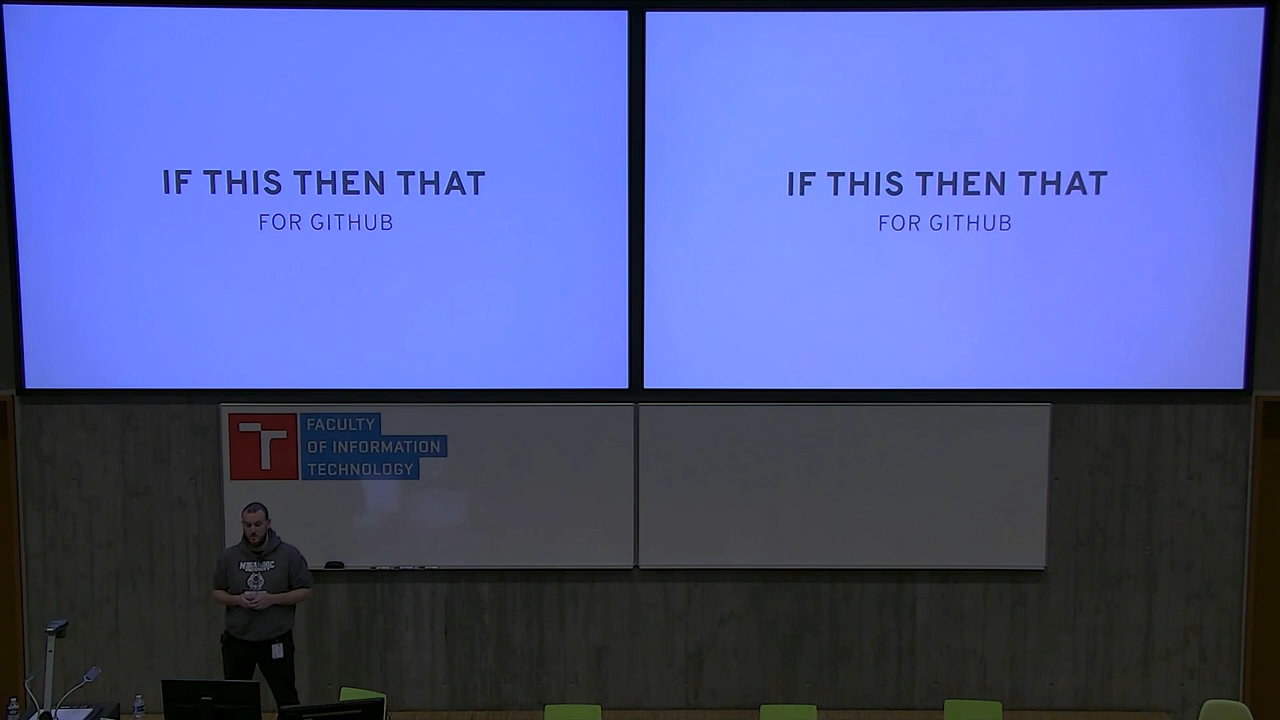 IF THIS THEN THAT
FOR GITHUB
IF THIS THEN THAT
FOR GITHUB
T
FACULTY
OF INFORMATION
TECHNOLOGY